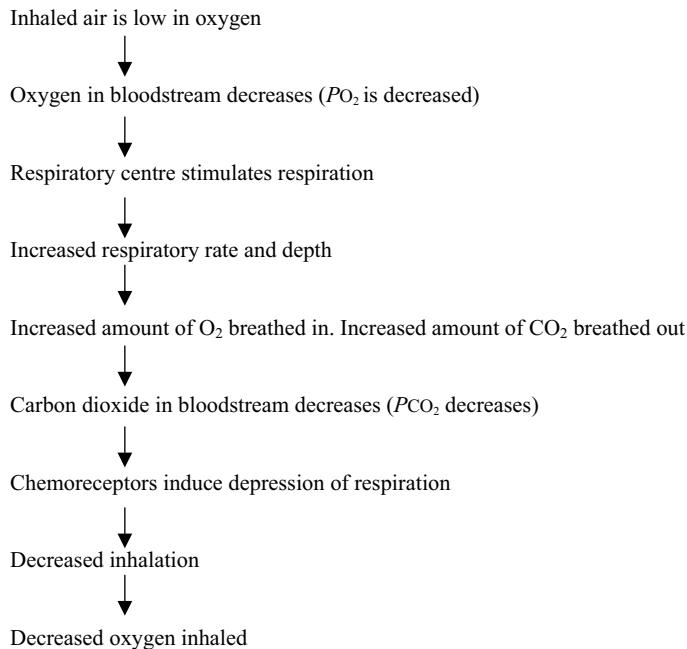 Inhaled air is low in oxygen
Oxygen in bloodstream decreases (PO₂ is decreased)
Respiratory centre stimulates respiration
Increased respiratory rate and depth
Increased amount of O₂ breathed in. Increased amount of CO₂ breathed out
Carbon dioxide in bloodstream decreases (PCO₂ decreases)
Chemoreceptors induce depression of respiration
Decreased inhalation
Decreased oxygen inhaled